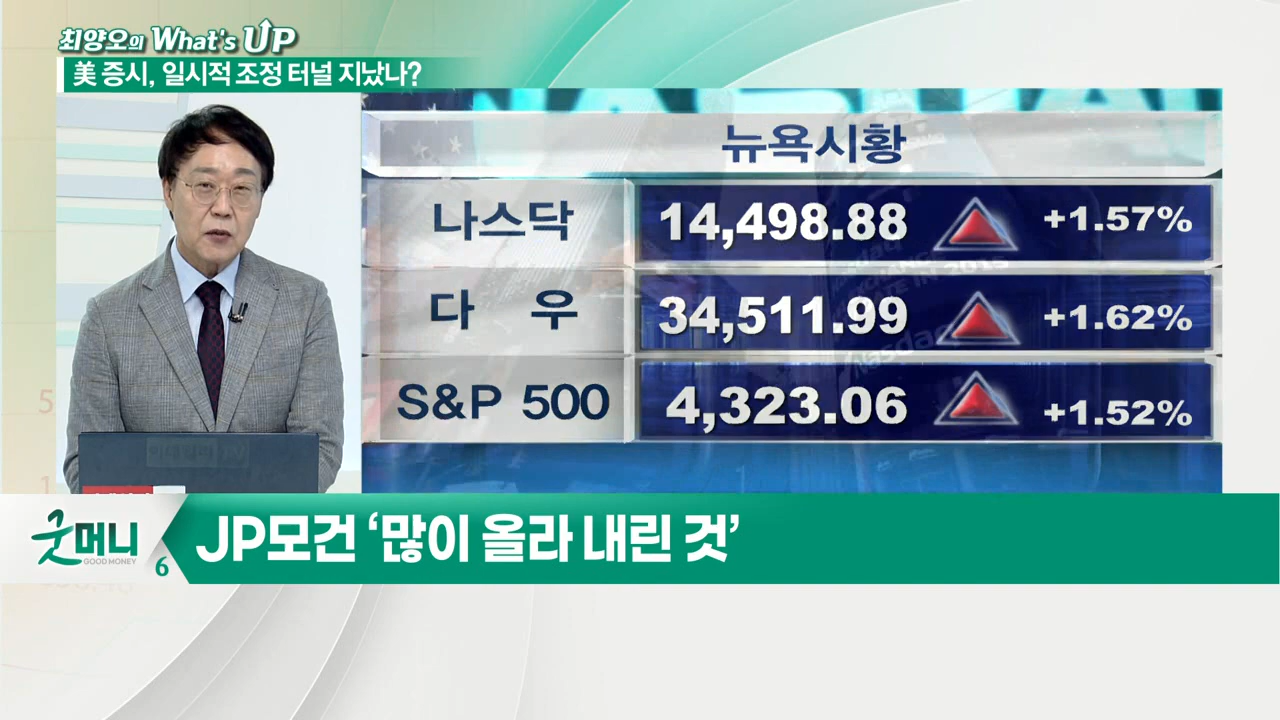 최양오의 What's UP
美 증시, 일시적 조정 터널 지났나?
뉴욕시황
나스닥 14,498.88 +1.57%
다 우 34,511.99 +1.62%
S&P 500 4,323.06 +1.52%
굿머니
GOOD MONEY
6
JP모건 ‘많이 올라 내린 것’